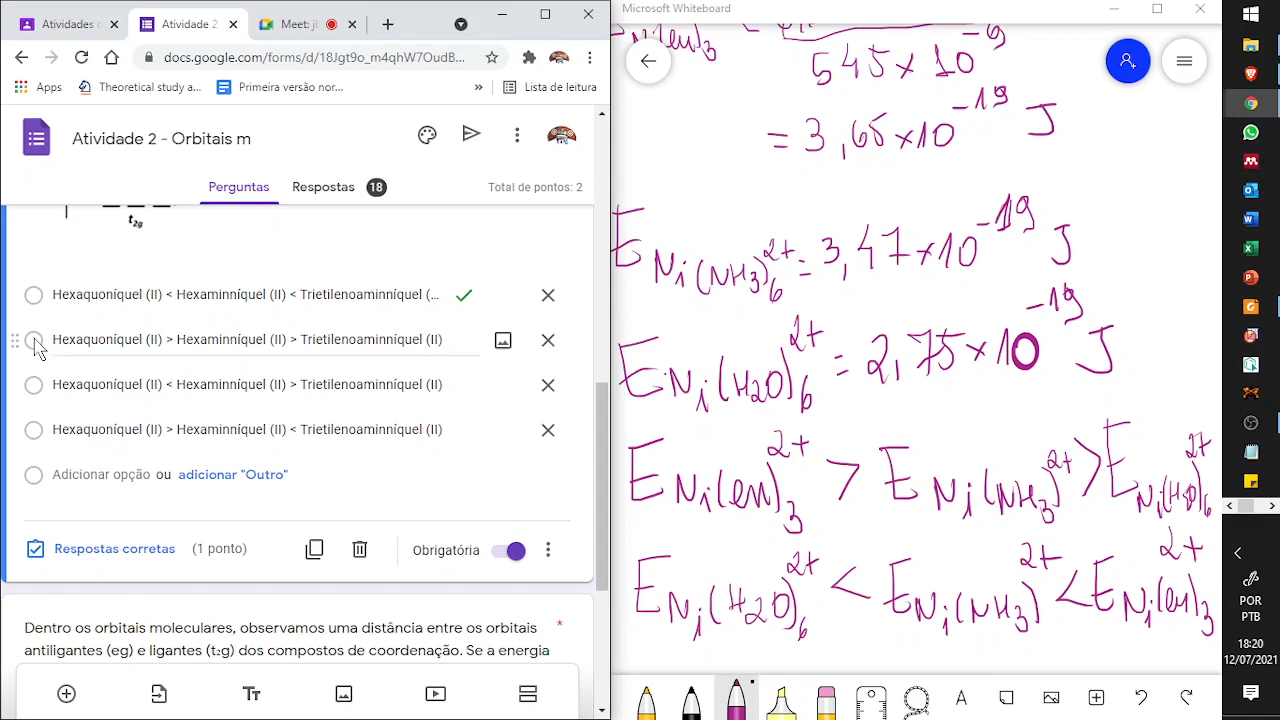 Atividade 2
Meet:
docs.google.com/forms/d/18Jgt9o_m4qhW7TudB...
Apps
Theoretical study a...
Primeira versão nor...
»
Lista de leitura
Atividade 2 - Orbitais m
Perguntas
Respostas 18
Total de pontos: 2
t2g
Hexaquoníquel (II) < Hexaminníquel (II) < Trietilenoaminníquel (...
Hexaquoníquel (II) > Hexaminníquel (II) > Trietilenoaminníquel (II)
Hexaquoníquel (II) < Hexaminníquel (II) > Trietilenoaminníquel (II)
Hexaquoníquel (II) > Hexaminníquel (II) < Trietilenoaminníquel (II)
Adicionar opção ou adicionar "Outro"
Respostas corretas (1 ponto)
Obrigatória
Dentro os orbitais moleculares, observamos uma distância entre os orbitais *
antiligantes (eg) e ligantes (t₂g) dos compostos de coordenação. Se a energia
Microsoft Whiteboard
545 × 10⁻⁹
= 3,65×10⁻¹⁹ J
E Ni(NH3)6 2+ = 3,47×10⁻¹⁹ J
E Ni(H2O)6 2+ = 2,75×10⁻¹⁹ J
E Ni(en)3 2+ > E Ni(NH3) 2+ > E Ni(H2O)6 2+
E Ni(H2O)6 2+ < E Ni(NH3) 2+ < E Ni(en)3 2+
POR
PTB
18:20
12/07/2021